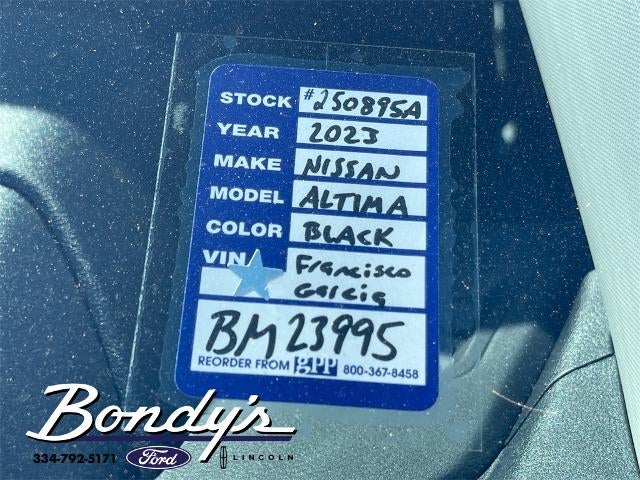 STOCK #250895A
YEAR 2023
MAKE NISSAN
MODEL ALTIMA
COLOR BLACK
VIN Francisco
Garcia
BM 23995
REORDER FROM gpp 800-367-8458
Bondy's
334-792-5171 Ford LINCOLN